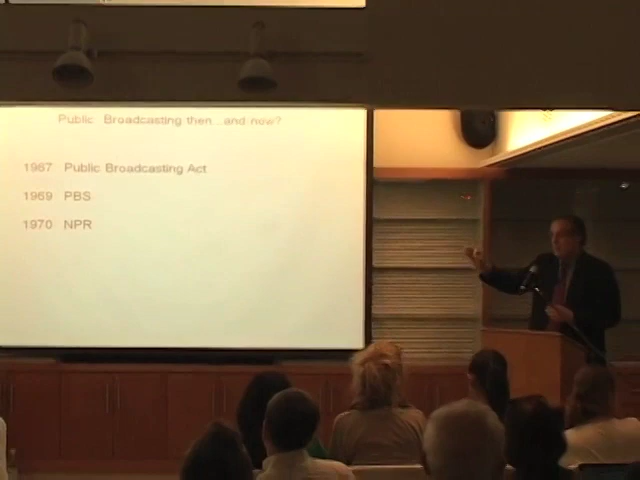 Public Broadcasting then...and now?
1967 Public Broadcasting Act
1969 PBS
1970 NPR